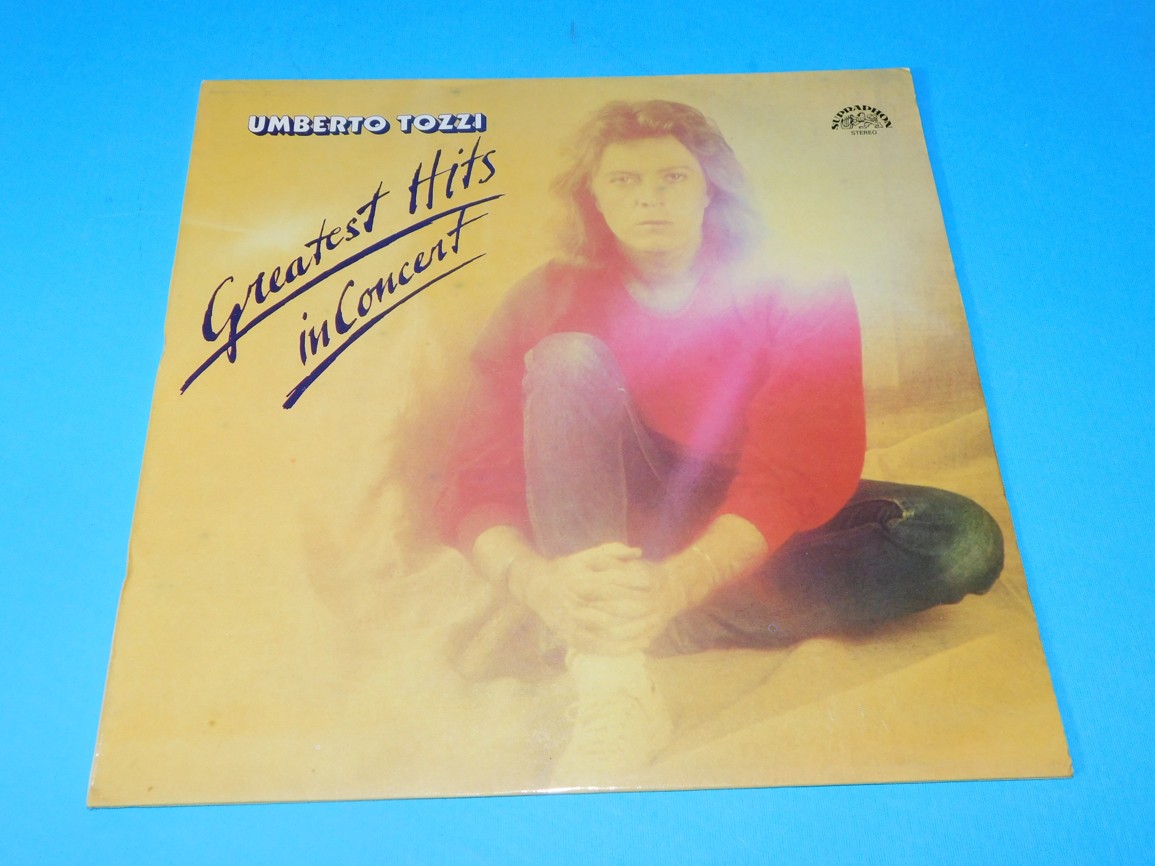 UMBERTO TOZZI
Greatest Hits
in Concert
SUPRAPHON
STEREO